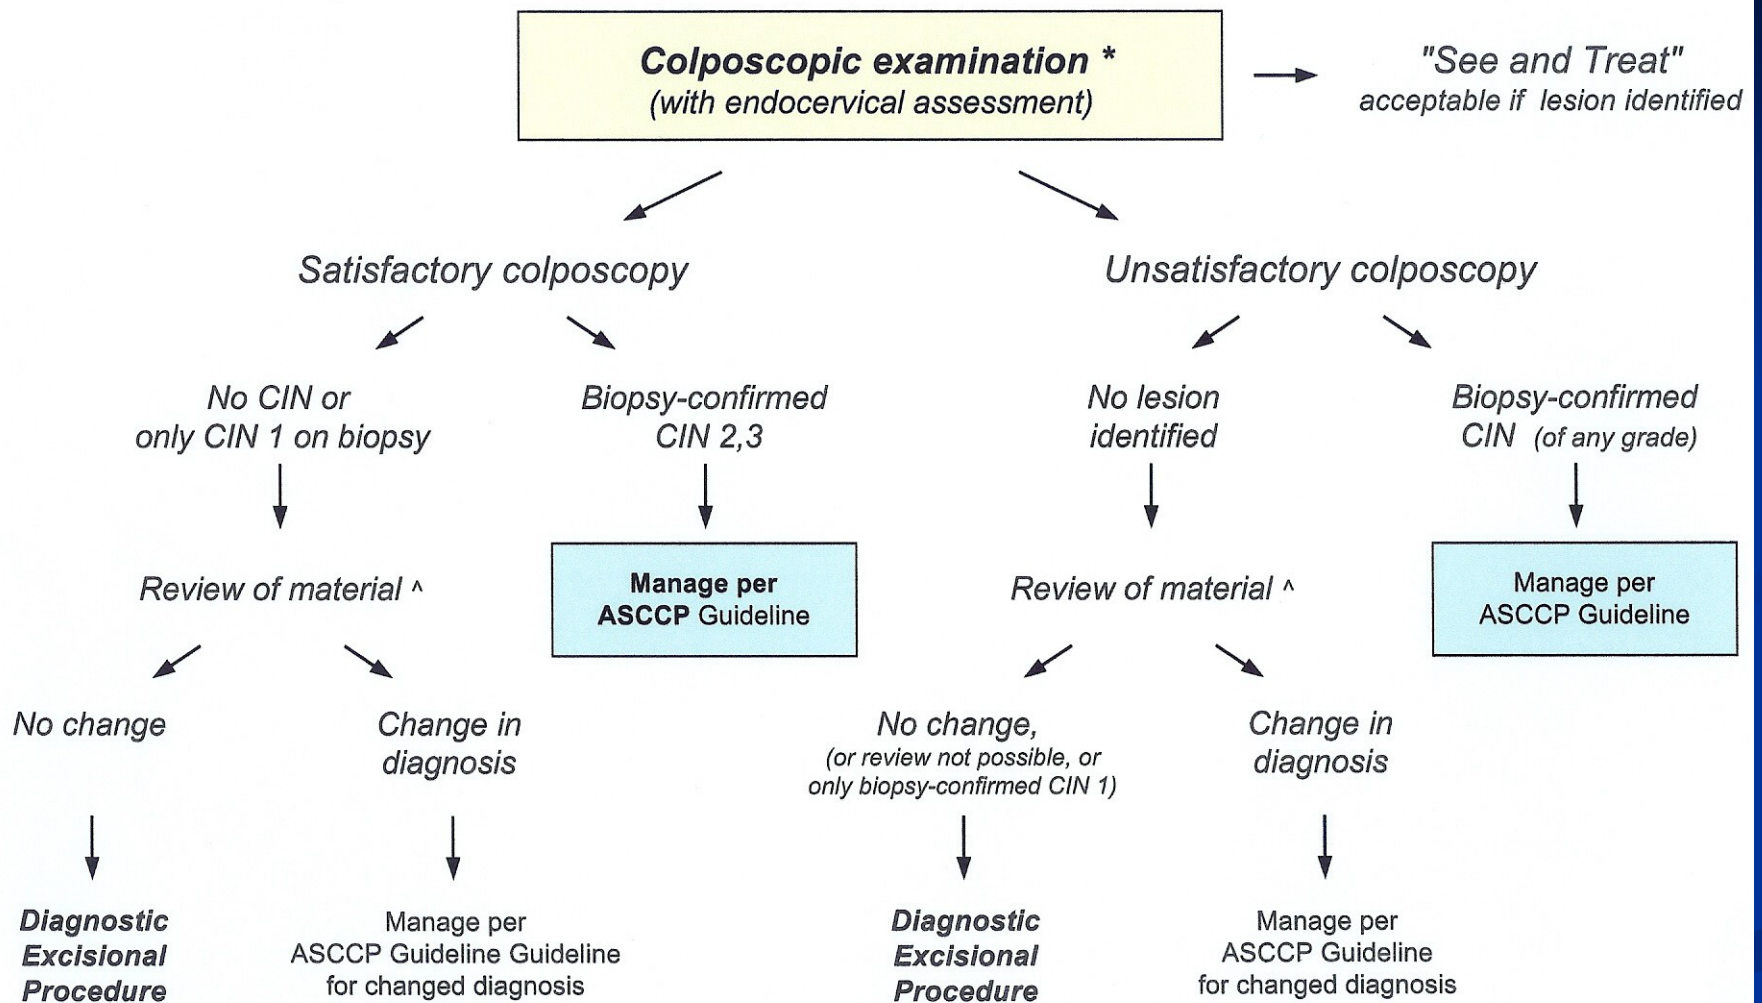 Colposcopic examination *
(with endocervical assessment)
"See and Treat"
acceptable if lesion identified
Satisfactory colposcopy
Unsatisfactory colposcopy
No CIN or
only CIN 1 on biopsy
Biopsy-confirmed
CIN 2,3
No lesion
identified
Biopsy-confirmed
CIN (of any grade)
Review of material ^
Manage per
ASCCP Guideline
Review of material ^
Manage per
ASCCP Guideline
No change
Change in
diagnosis
No change,
(or review not possible, or
only biopsy-confirmed CIN 1)
Change in
diagnosis
Diagnostic
Excisional
Procedure
Manage per
ASCCP Guideline Guideline
for changed diagnosis
Diagnostic
Excisional
Procedure
Manage per
ASCCP Guideline
for changed diagnosis